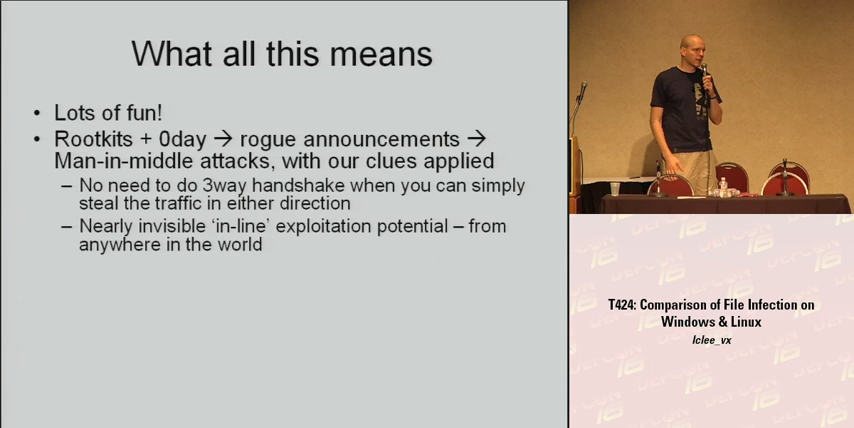 What all this means
• Lots of fun!
• Rootkits + 0day → rogue announcements →
Man-in-middle attacks, with our clues applied
– No need to do 3way handshake when you can simply
steal the traffic in either direction
– Nearly invisible ‘in-line’ exploitation potential – from
anywhere in the world
T424: Comparison of File Infection on
Windows & Linux
lclee_vx
DEFCON
16